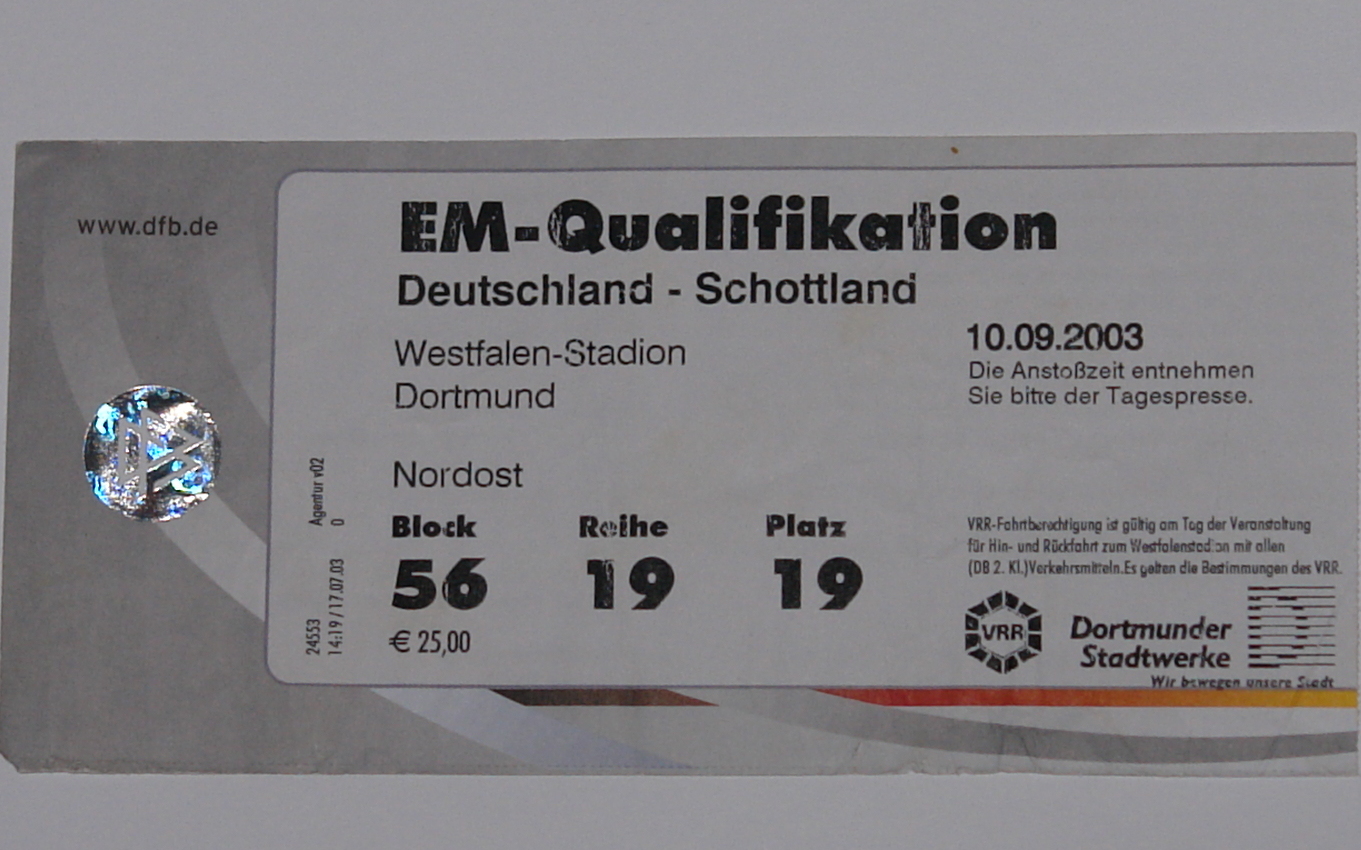 www.dfb.de
EM-Qualifikation
Deutschland - Schottland
Westfalen-Stadion
Dortmund
10.09.2003
Die Anstoßzeit entnehmen
Sie bitte der Tagespresse.
Nordost
Block Reihe Platz
56 19 19
€ 25,00
Agentur v02
0
24553
14:19/17.07.03
VRR-Fahrtberechtigung ist gültig am Tag der Veranstaltung
für Hin- und Rückfahrt zum Westfalenstadion mit allen
(DB 2. Kl.)Verkehrsmitteln.Es gelten die Bestimmungen des VRR.
VRR
Dortmunder
Stadtwerke
Wir bewegen unsere Stadt